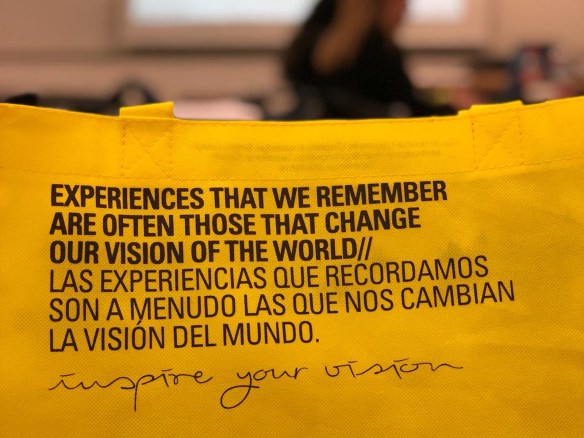 EXPERIENCES THAT WE REMEMBER
ARE OFTEN THOSE THAT CHANGE
OUR VISION OF THE WORLD//
LAS EXPERIENCIAS QUE RECORDAMOS
SON A MENUDO LAS QUE NOS CAMBIAN
LA VISIÓN DEL MUNDO.
inspire your vision